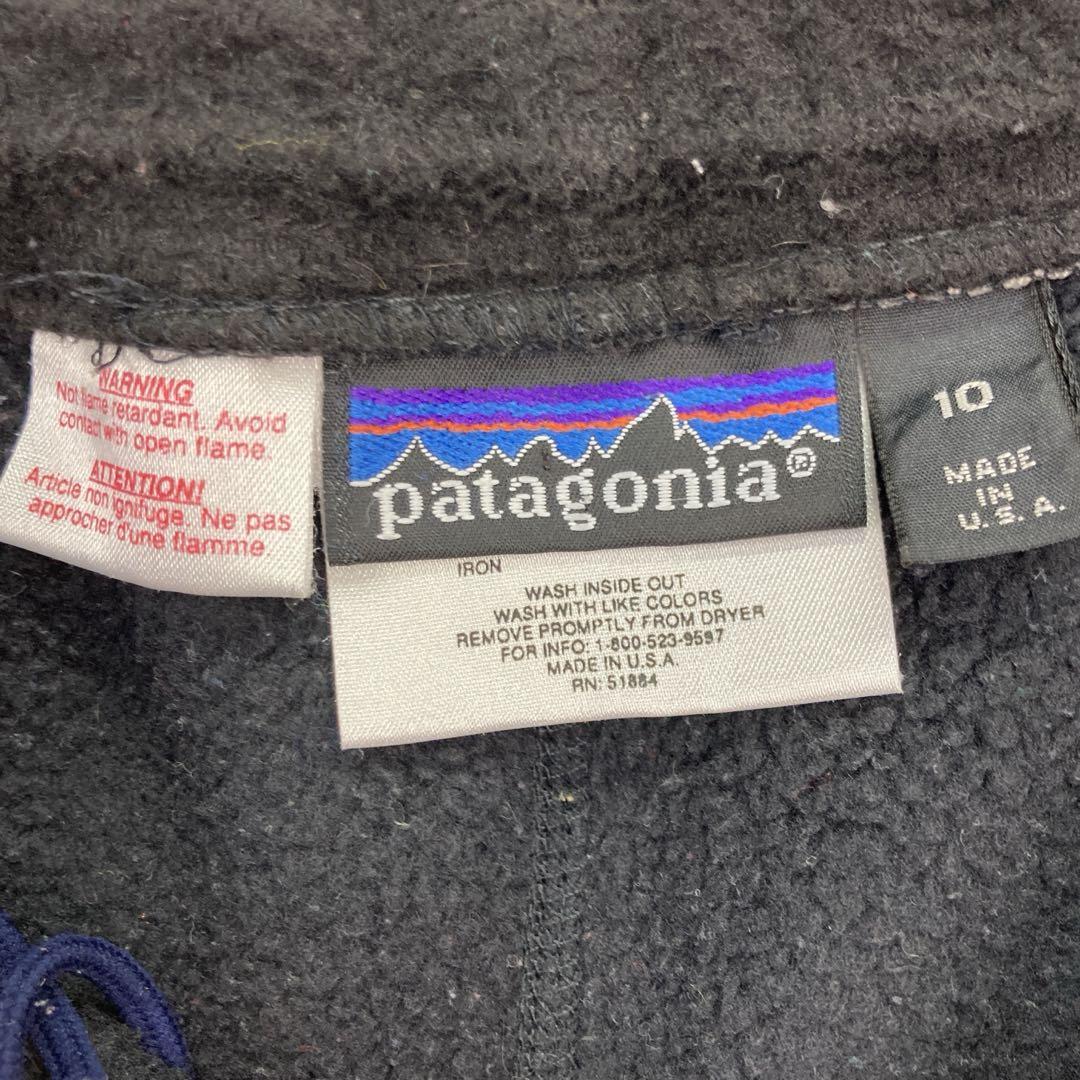 WARNING
Not flame retardant. Avoid
contact with open flame.
ATTENTION!
Article non ignifuge. Ne pas
approcher d'une flamme.
patagonia®
IRON
WASH INSIDE OUT
WASH WITH LIKE COLORS
REMOVE PROMPTLY FROM DRYER
FOR INFO: 1-800-523-9597
MADE IN U.S.A.
RN: 51884
10
MADE
IN
U.S.A.